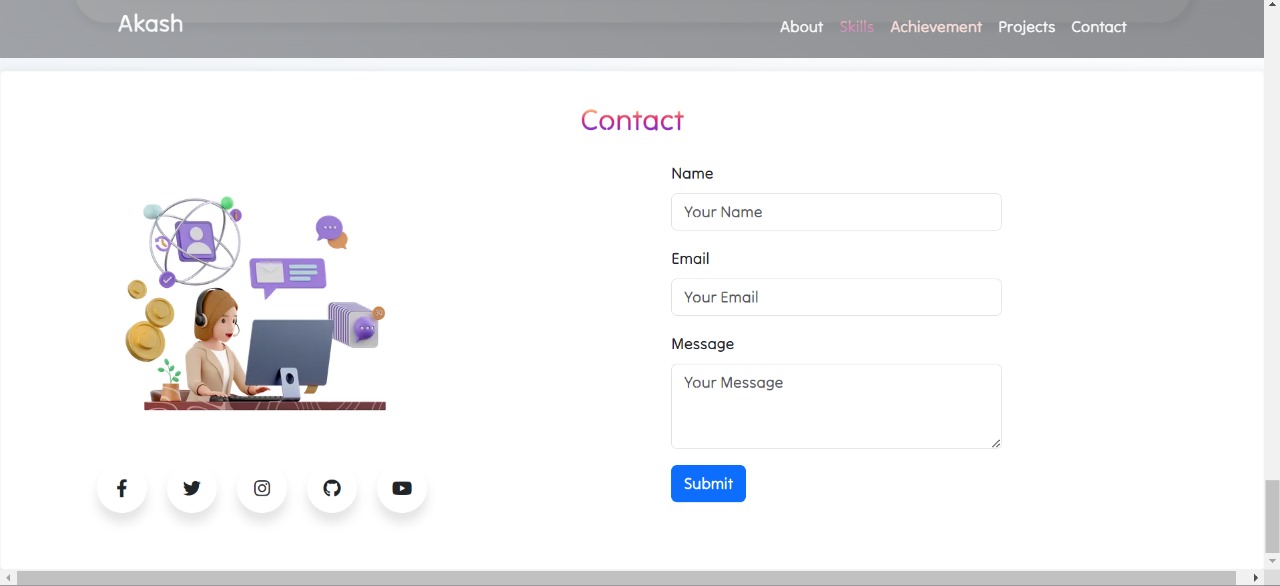 Akash
About Skills Achievement Projects Contact
Contact
Name
Your Name
Email
Your Email
Message
Your Message
Submit